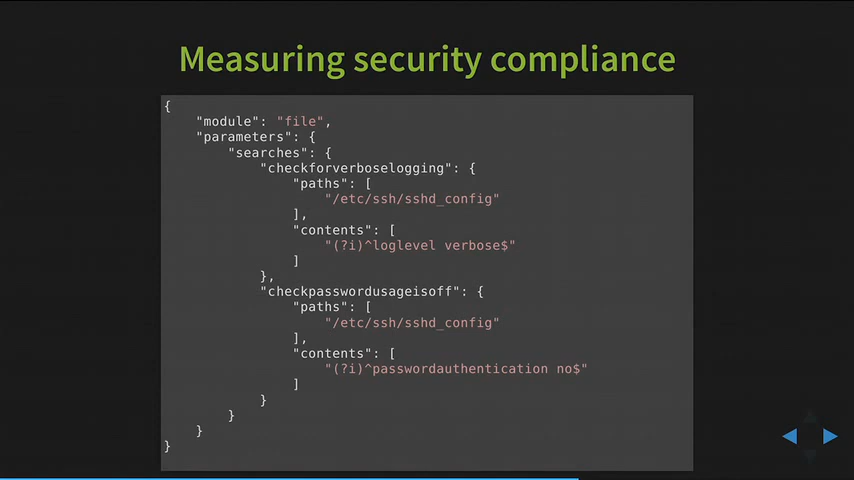 Measuring security compliance
{
    "module": "file",
    "parameters": {
        "searches": {
            "checkforverboselogging": {
                "paths": [
                    "/etc/ssh/sshd_config"
                ],
                "contents": [
                    "(?i)^loglevel verbose$"
                ]
            },
            "checkpasswordusageisoff": {
                "paths": [
                    "/etc/ssh/sshd_config"
                ],
                "contents": [
                    "(?i)^passwordauthentication no$"
                ]
            }
        }
    }
}